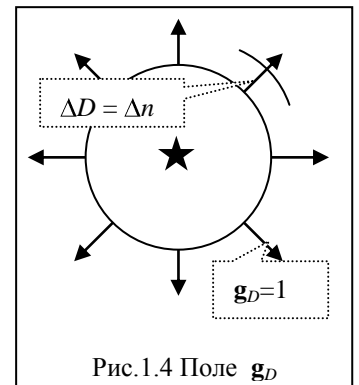 ΔD = Δn
g_D=1
Рис.1.4 Поле g_D